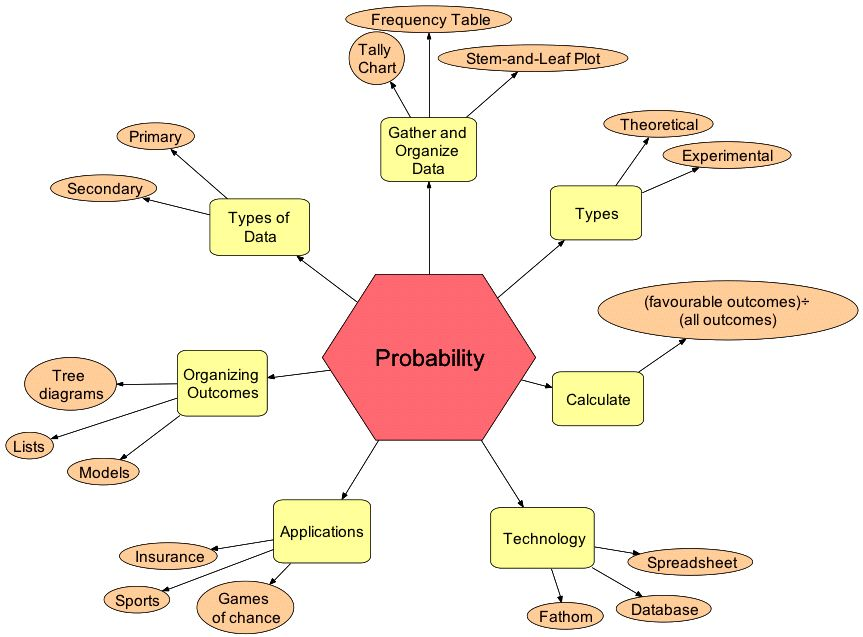 Frequency Table
Tally
Chart
Stem-and-Leaf Plot
Gather and
Organize
Data
Theoretical
Experimental
Types
Primary
Secondary
Types of
Data
(favourable outcomes)÷
(all outcomes)
Calculate
Probability
Organizing
Outcomes
Tree
diagrams
Lists
Models
Applications
Insurance
Sports
Games
of chance
Technology
Spreadsheet
Database
Fathom